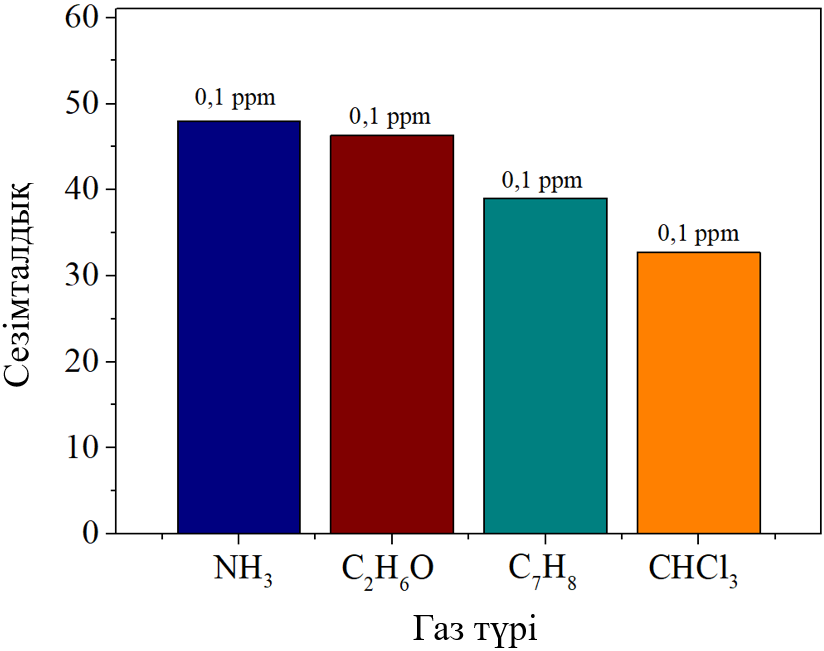 60
50
40
30
20
10
0
Сезімталдық
0,1 ppm
0,1 ppm
0,1 ppm
0,1 ppm
NH₃
C₂H₆O
C₇H₈
CHCl₃
Газ түрі